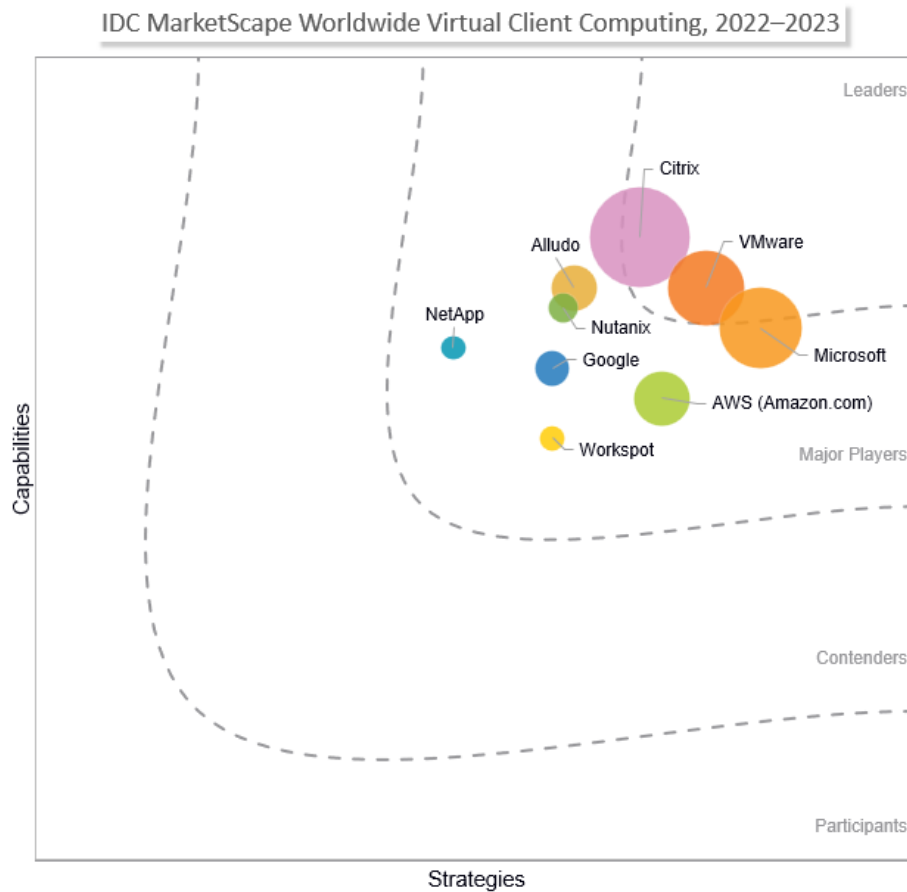 IDC MarketScape Worldwide Virtual Client Computing, 2022–2023
Leaders
Citrix
Alludo
VMware
NetApp
Nutanix
Google
Microsoft
AWS (Amazon.com)
Workspot
Major Players
Capabilities
Contenders
Participants
Strategies